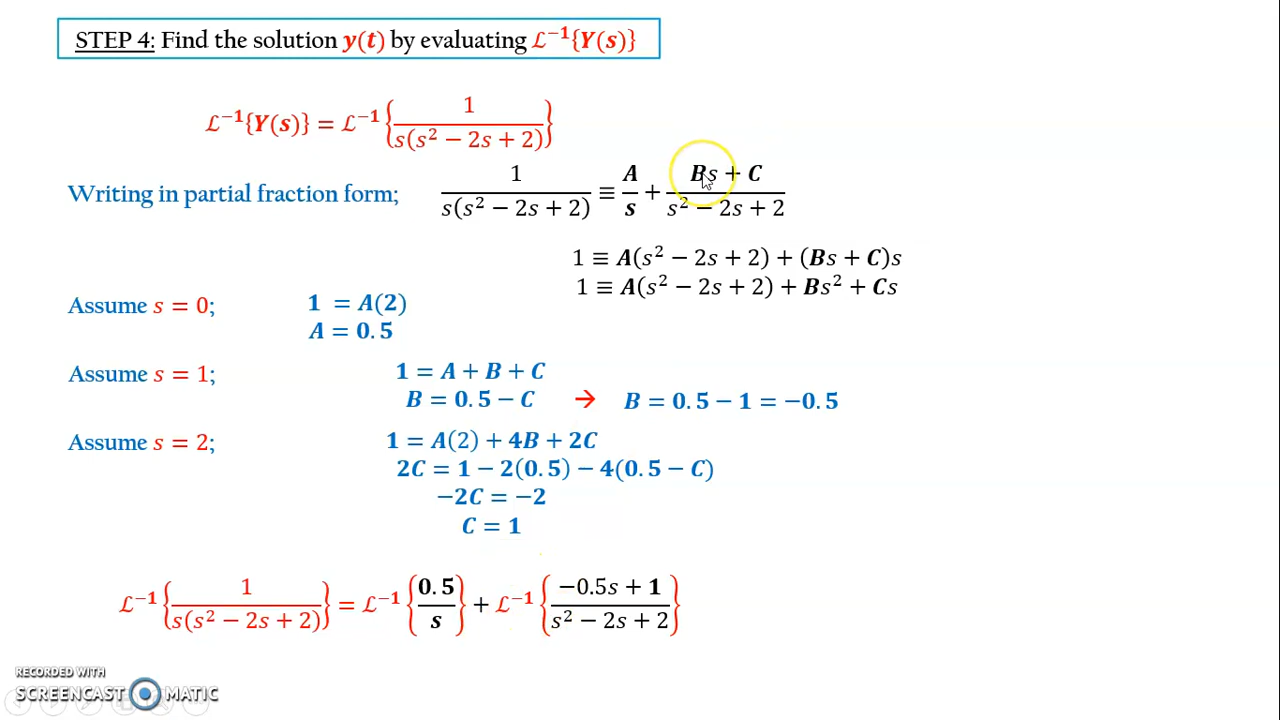 STEP 4: Find the solution y(t) by evaluating ℒ⁻¹{Y(s)}
ℒ⁻¹{Y(s)} = ℒ⁻¹{1/(s(s² − 2s + 2))}
Writing in partial fraction form; 1/(s(s² − 2s + 2)) ≡ A/s + (Bs + C)/(s² − 2s + 2)
1 ≡ A(s² − 2s + 2) + (Bs + C)s
1 ≡ A(s² − 2s + 2) + Bs² + Cs
Assume s = 0; 1 = A(2)
A = 0.5
Assume s = 1; 1 = A + B + C
B = 0.5 − C → B = 0.5 − 1 = −0.5
Assume s = 2; 1 = A(2) + 4B + 2C
2C = 1 − 2(0.5) − 4(0.5 − C)
−2C = −2
C = 1
ℒ⁻¹{1/(s(s² − 2s + 2))} = ℒ⁻¹{0.5/s} + ℒ⁻¹{(−0.5s + 1)/(s² − 2s + 2)}
RECORDED WITH
SCREENCAST MATIC